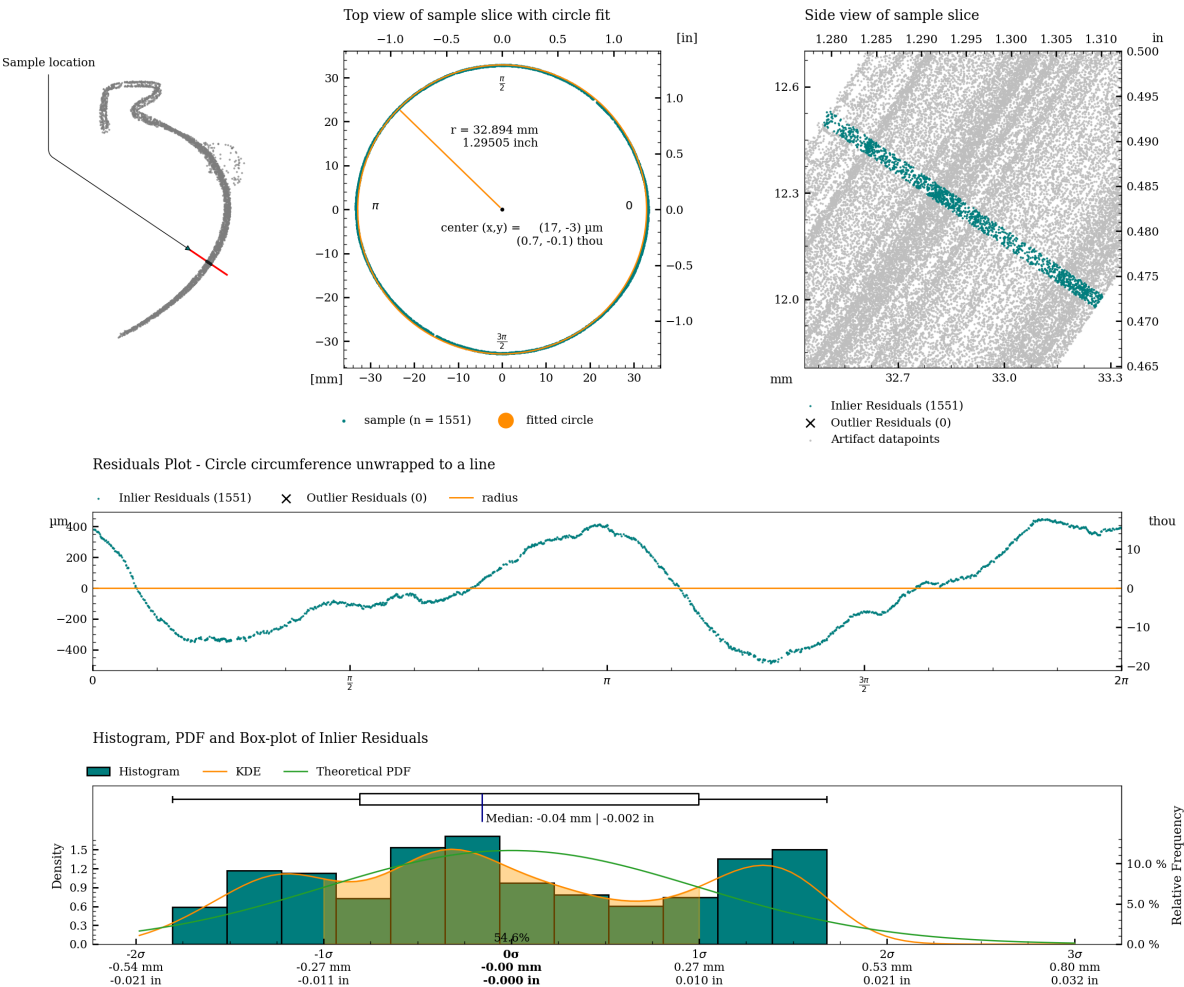 Sample location
Top view of sample slice with circle fit
−1.0 −0.5 0.0 0.5 1.0 [in]
30
20
10
0
−10
−20
−30
1.0
0.5
0.0
−0.5
−1.0
π/2
r = 32.894 mm
1.29505 inch
π
0
center (x,y) = (17, -3) µm
(0.7, -0.1) thou
3π/2
[mm] −30 −20 −10 0 10 20 30
sample (n = 1551) fitted circle
Side view of sample slice
1.280 1.285 1.290 1.295 1.300 1.305 1.310 in
12.6
12.3
12.0
0.500
0.495
0.490
0.485
0.480
0.475
0.470
0.465
mm 32.7 33.0 33.3
Inlier Residuals (1551)
Outlier Residuals (0)
Artifact datapoints
Residuals Plot - Circle circumference unwrapped to a line
Inlier Residuals (1551) Outlier Residuals (0) radius
µm thou
400
200
0
−200
−400
10
0
−10
−20
0 π/2 π 3π/2 2π
Histogram, PDF and Box-plot of Inlier Residuals
Histogram KDE Theoretical PDF
Median: -0.04 mm | -0.002 in
Density
1.5
1.2
0.9
0.6
0.3
0.0
Relative Frequency
10.0 %
5.0 %
0.0 %
54.6%
-2σ -1σ 0σ 1σ 2σ 3σ
-0.54 mm -0.27 mm -0.00 mm 0.27 mm 0.53 mm 0.80 mm
-0.021 in -0.011 in -0.000 in 0.010 in 0.021 in 0.032 in